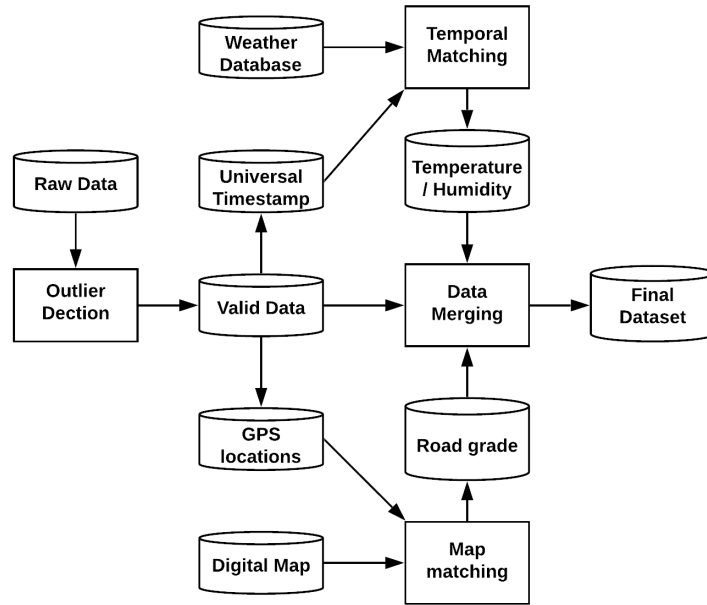 Weather
Database
Temporal
Matching
Raw Data
Universal
Timestamp
Temperature
/ Humidity
Outlier
Dection
Valid Data
Data
Merging
Final
Dataset
GPS
locations
Road grade
Digital Map
Map
matching